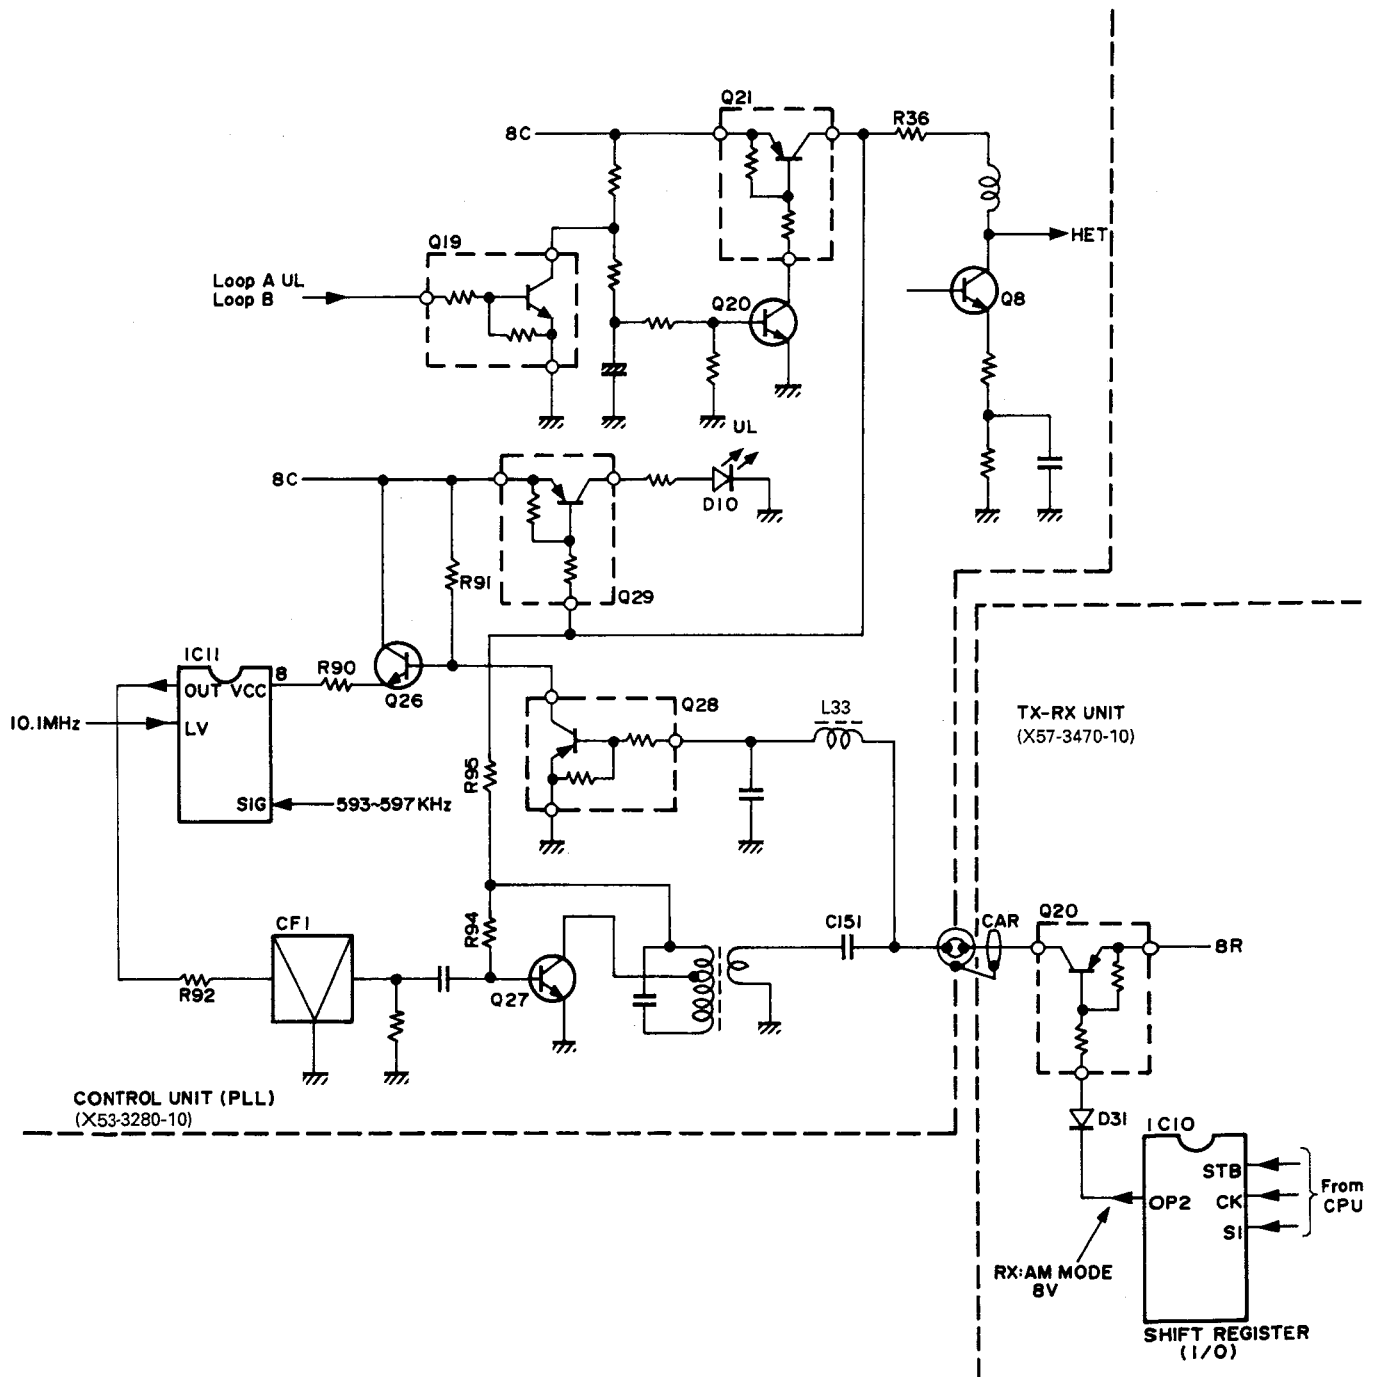 Q21
8C
R36
Q19
HET
Loop A UL
Loop B
Q20
Q8
UL
8C
D10
R91
Q29
IC11
8
R90
OUT VCC
Q26
Q28
L33
TX-RX UNIT
(X57-3470-10)
10.1MHz
LV
R95
SIG
593~597KHz
CF1
R94
C151
CAR
Q20
8R
R92
Q27
CONTROL UNIT (PLL)
(X53-3280-10)
D31
IC10
STB
From
CPU
OP2
CK
SI
RX:AM MODE
8V
SHIFT REGISTER
(I/O)